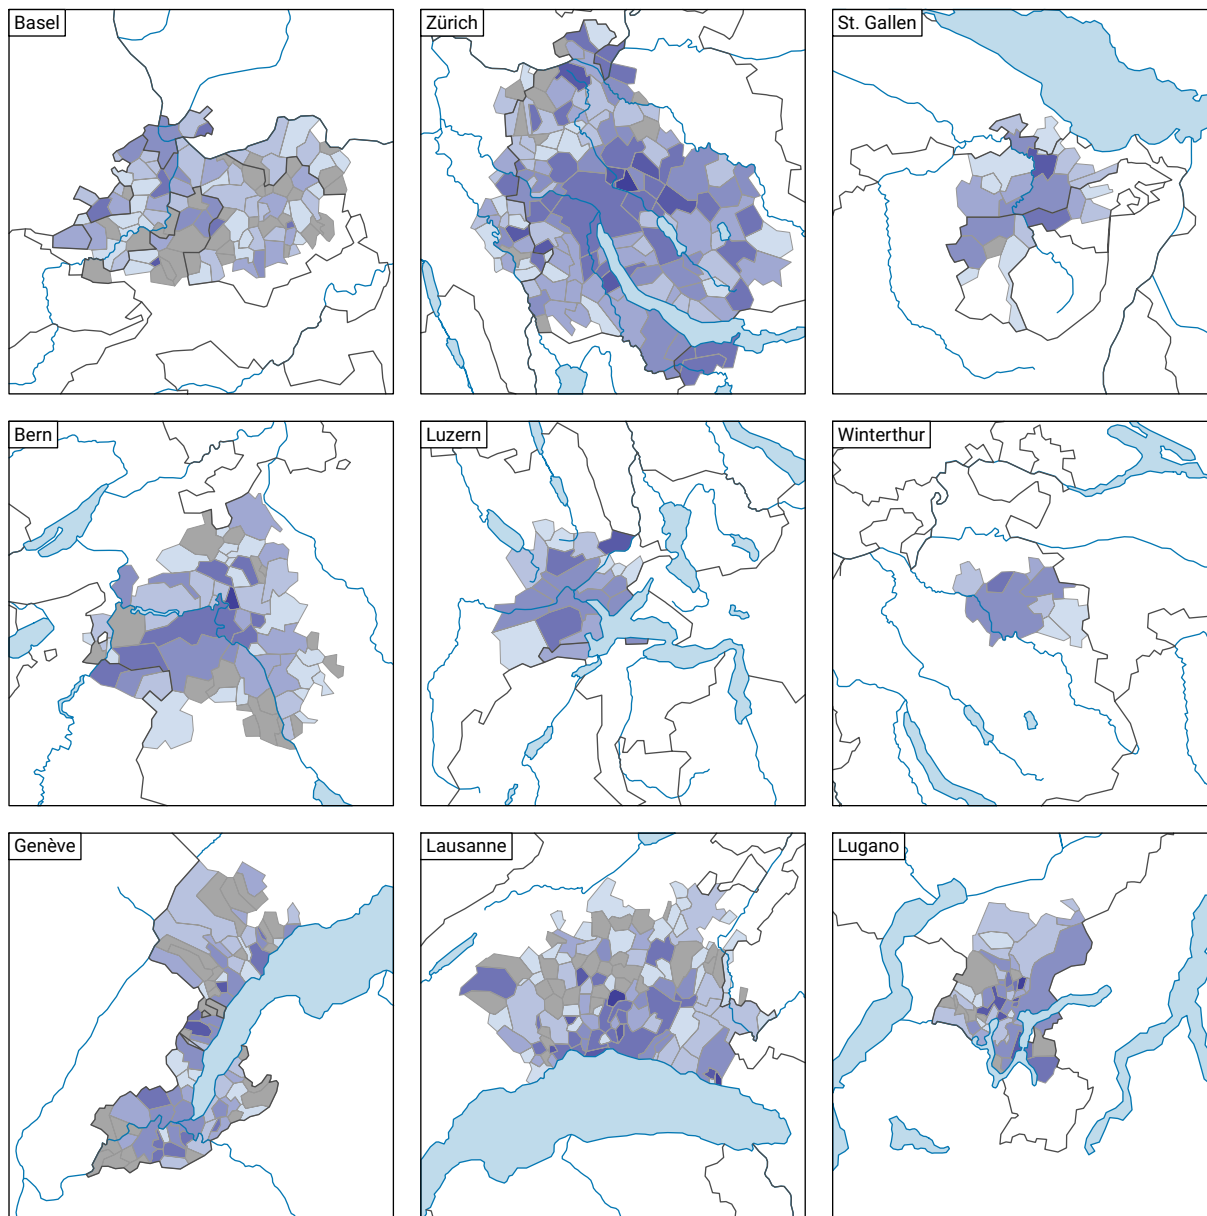 Basel
Zürich
St. Gallen
Bern
Luzern
Winterthur
Genève
Lausanne
Lugano